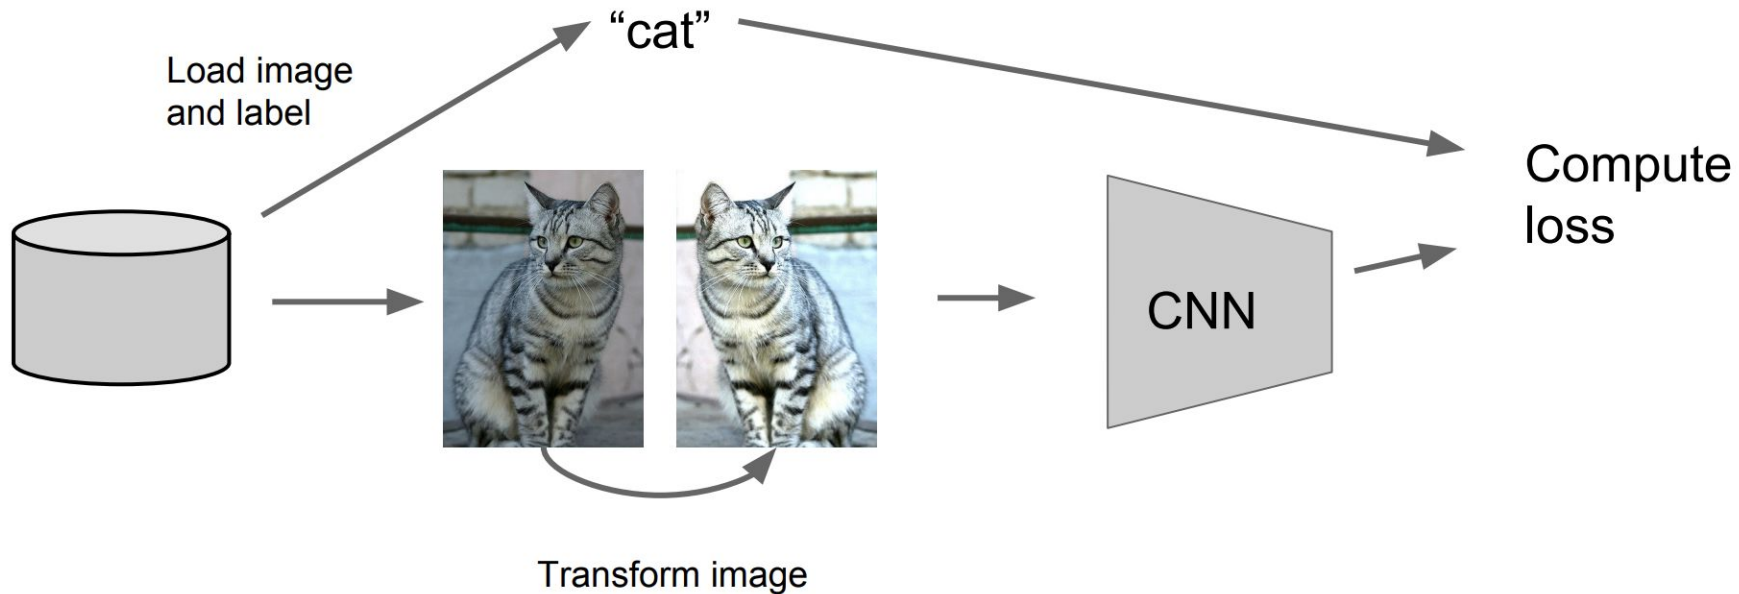 “cat”
Load image
and label
Compute
loss
CNN
Transform image